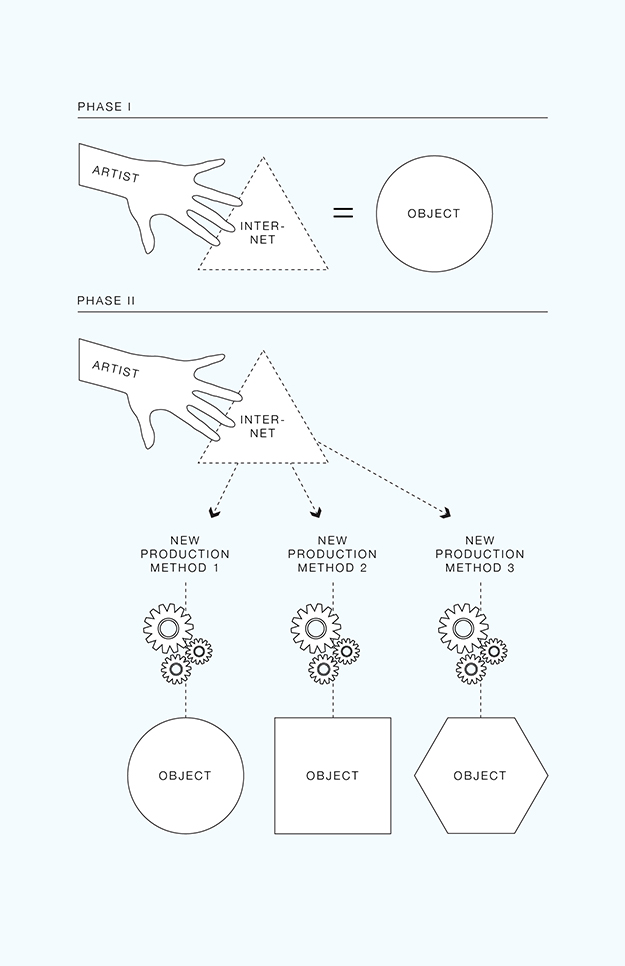 PHASE I
ARTIST
INTER-
NET
=
OBJECT
PHASE II
ARTIST
INTER-
NET
NEW
PRODUCTION
METHOD 1
NEW
PRODUCTION
METHOD 2
NEW
PRODUCTION
METHOD 3
OBJECT
OBJECT
OBJECT